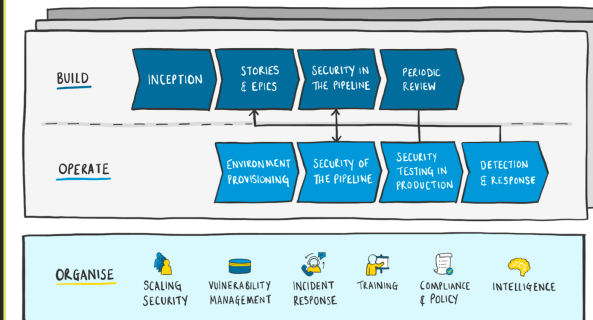 BUILD
INCEPTION
STORIES
& EPICS
SECURITY IN
THE PIPELINE
PERIODIC
REVIEW
OPERATE
ENVIRONMENT
PROVISIONING
SECURITY OF
THE PIPELINE
SECURITY
TESTING IN
PRODUCTION
DETECTION
& RESPONSE
ORGANISE
SCALING
SECURITY
VULNERABILITY
MANAGEMENT
INCIDENT
RESPONSE
TRAINING
COMPLIANCE
& POLICY
INTELLIGENCE